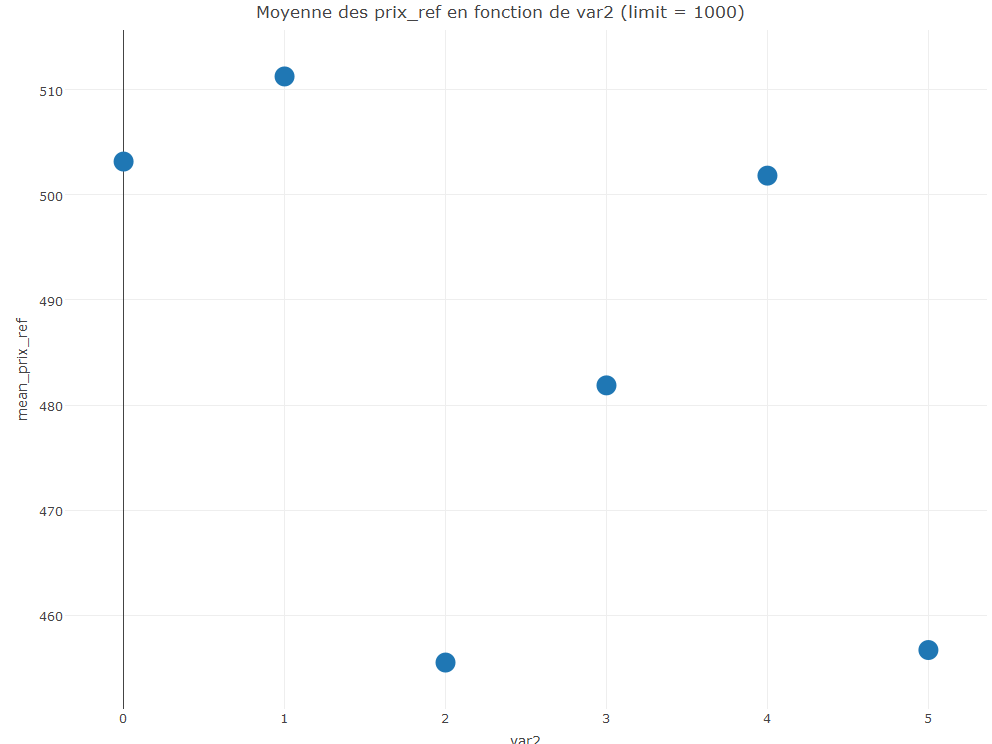 Moyenne des prix_ref en fonction de var2 (limit = 1000)
510
500
490
480
470
460
mean_prix_ref
0 1 2 3 4 5
var2